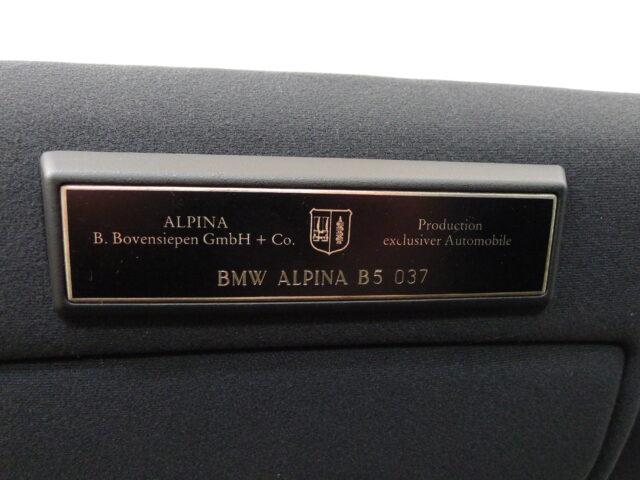 ALPINA
B. Bovensiepen GmbH + Co.
Production
exclusiver Automobile
BMW ALPINA B5 037